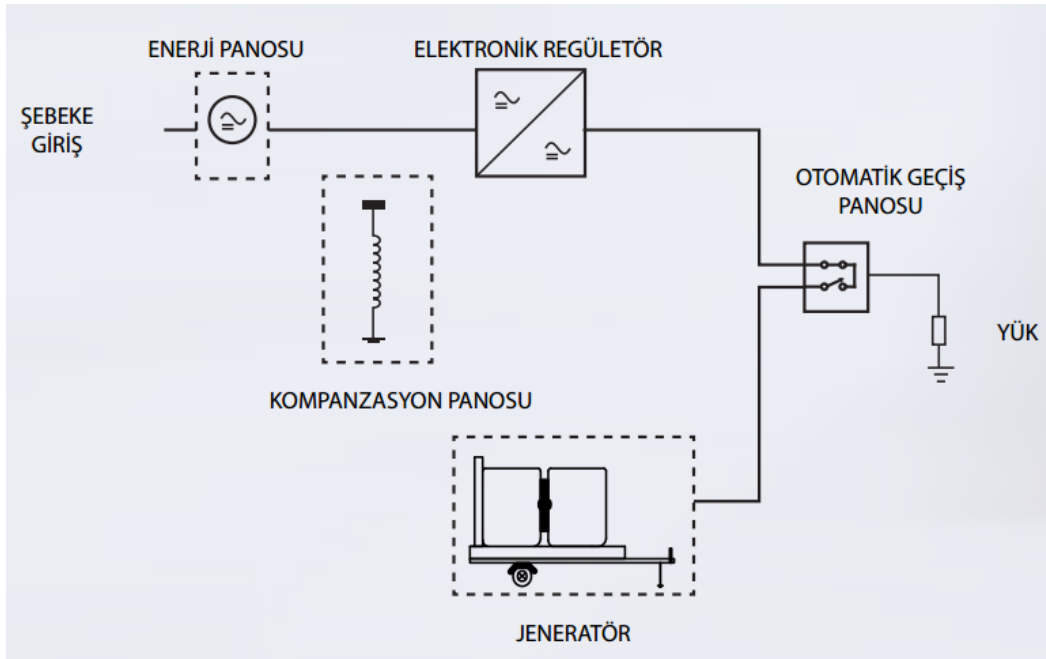 ENERJİ PANOSU
ELEKTRONİK REGÜLETÖR
ŞEBEKE
GİRİŞ
OTOMATİK GEÇİŞ
PANOSU
YÜK
KOMPANZASYON PANOSU
JENERATÖR